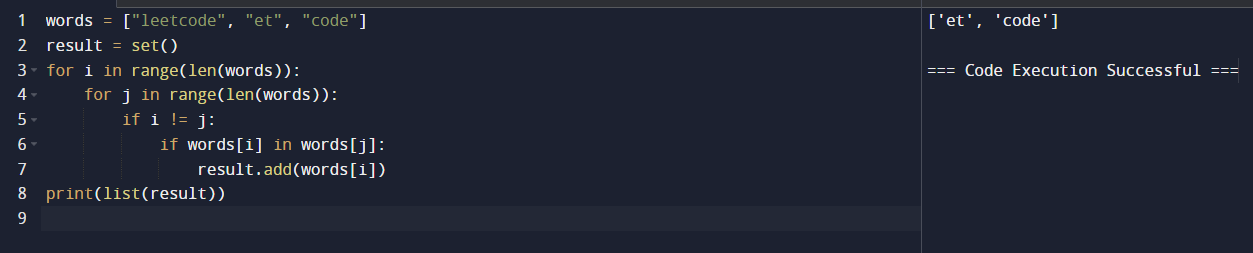 1 words = ["leetcode", "et", "code"]
2 result = set()
3 for i in range(len(words)):
4     for j in range(len(words)):
5         if i != j:
6             if words[i] in words[j]:
7                 result.add(words[i])
8 print(list(result))
9
['et', 'code']
=== Code Execution Successful ===